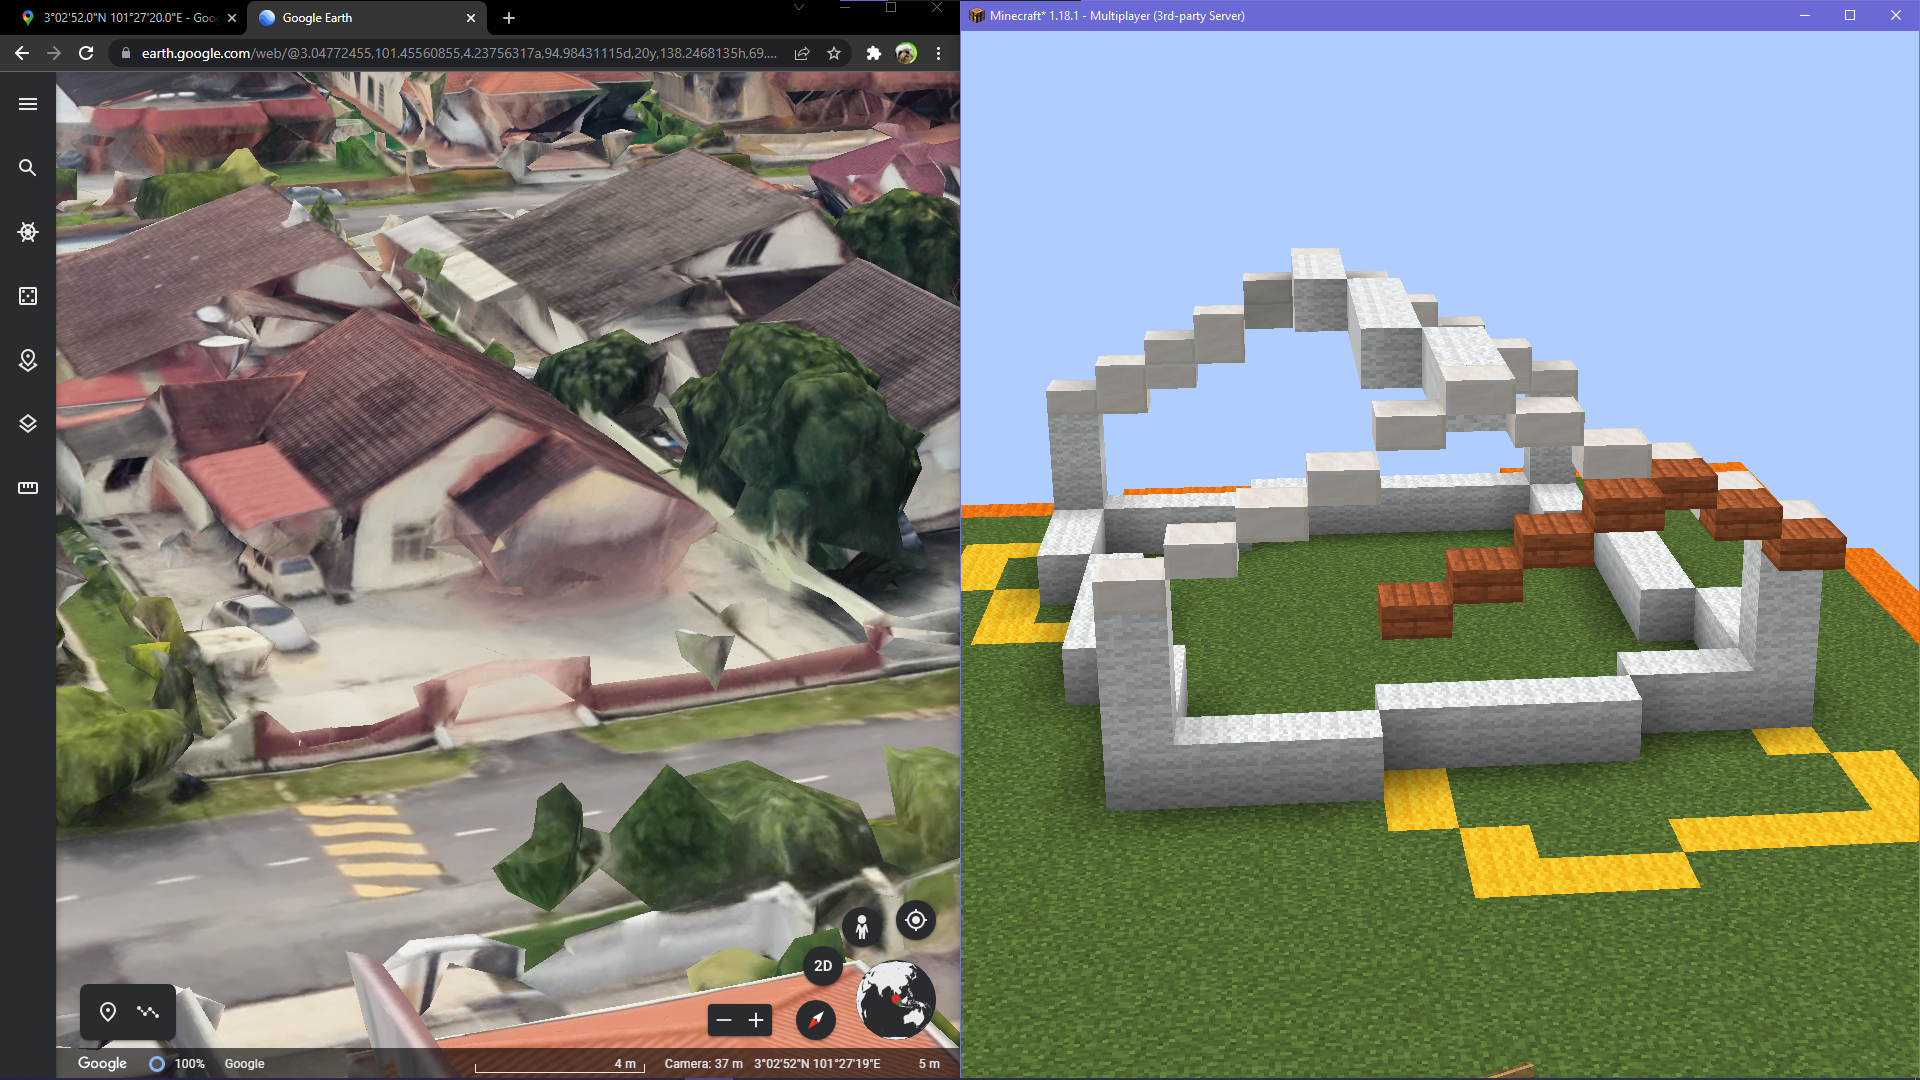 3°02'52.0"N 101°27'20.0"E - Goo
Google Earth
earth.google.com/web/@3.04772455,101.45560855,4.23756317a,94.98431115d,20y,138.2468135h,69....
Minecraft* 1.18.1 - Multiplayer (3rd-party Server)
2D
Google
100%
Google
4 m
Camera: 37 m
3°02'52"N 101°27'19"E
5 m